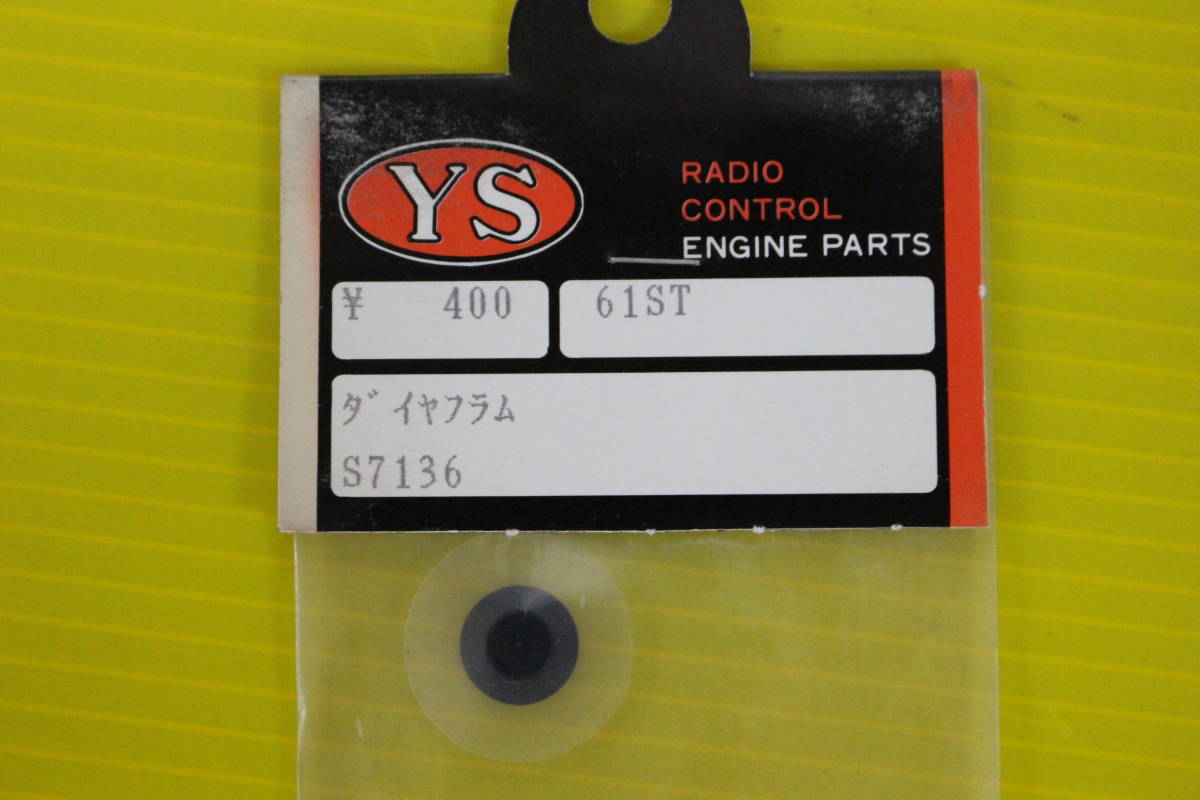 YS
RADIO
CONTROL
ENGINE PARTS
¥ 400
61ST
ダイヤフラム
S7136